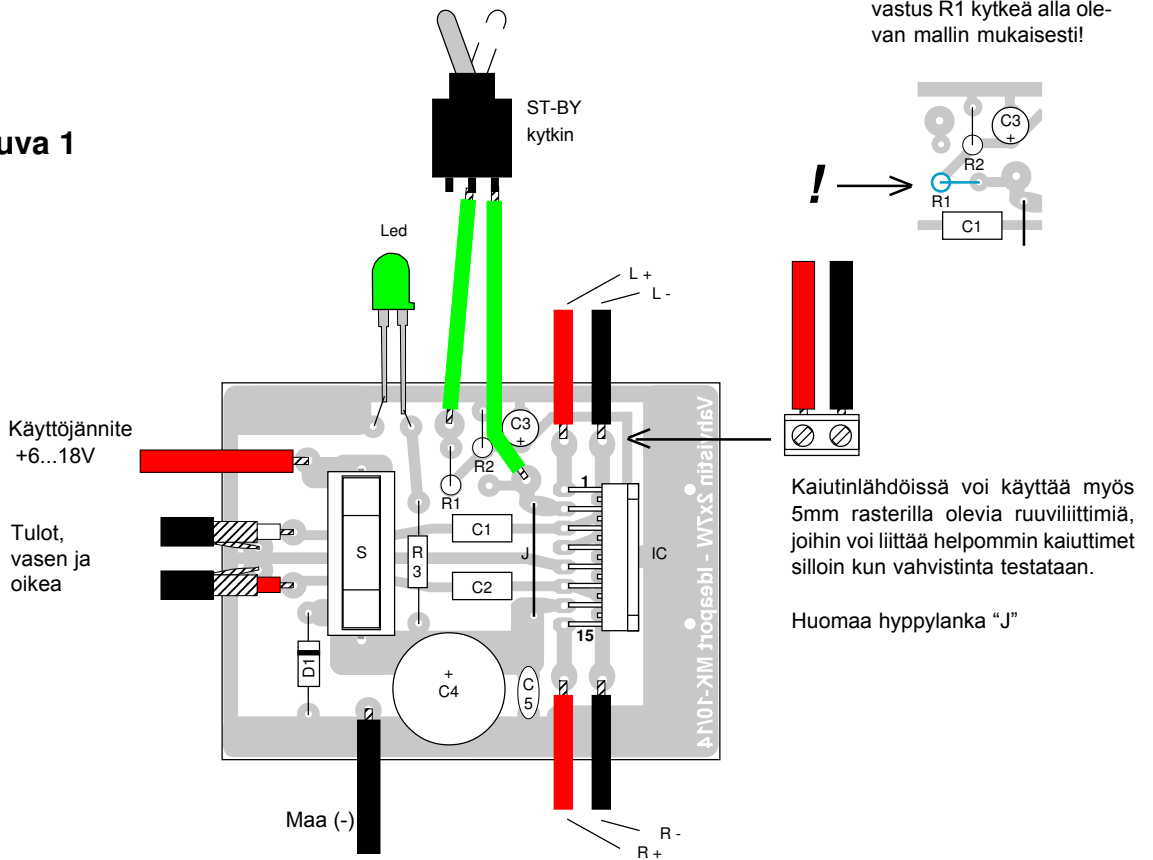 vastus R1 kytkeä alla ole-
van mallin mukaisesti!
C3
+
R2
!
R1
C1
ST-BY
kytkin
uva 1
Led
L +
L -
Käyttöjännite
+6...18V
Tulot,
vasen ja
oikea
C3
+
R2
R1
1
C1
S
R
3
J
IC
C2
15
D1
+
C4
C
5
Vahvistin 2x7W - Ideaport MK-10/14
Maa (-)
R -
R +
Kaiutinlähdöissä voi käyttää myös
5mm rasterilla olevia ruuviliittimiä,
joihin voi liittää helpommin kaiuttimet
silloin kun vahvistinta testataan.
Huomaa hyppylanka “J”